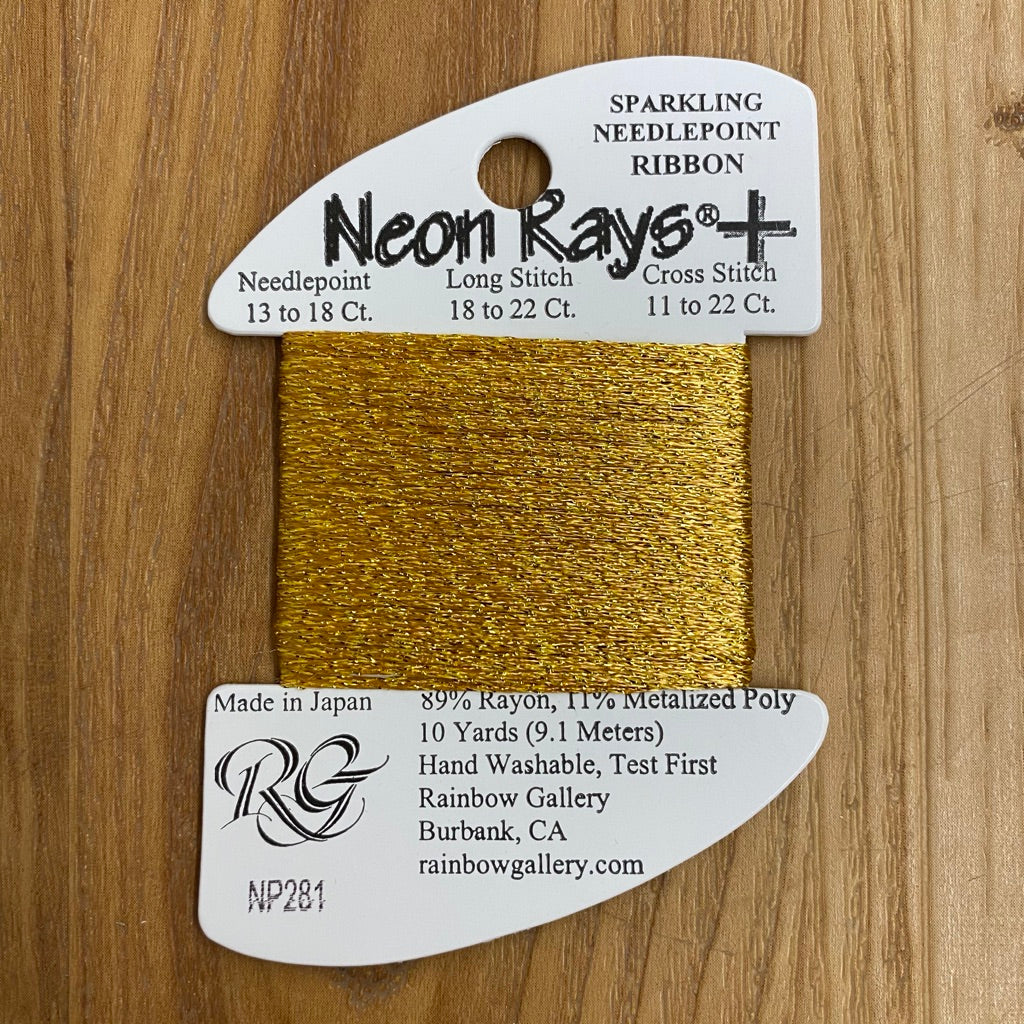 SPARKLING
NEEDLEPOINT
RIBBON
Neon Rays®+
Needlepoint Long Stitch Cross Stitch
13 to 18 Ct. 18 to 22 Ct. 11 to 22 Ct.
Made in Japan 89% Rayon, 11% Metalized Poly
10 Yards (9.1 Meters)
Hand Washable, Test First
RG
Rainbow Gallery
Burbank, CA
rainbowgallery.com
NP281